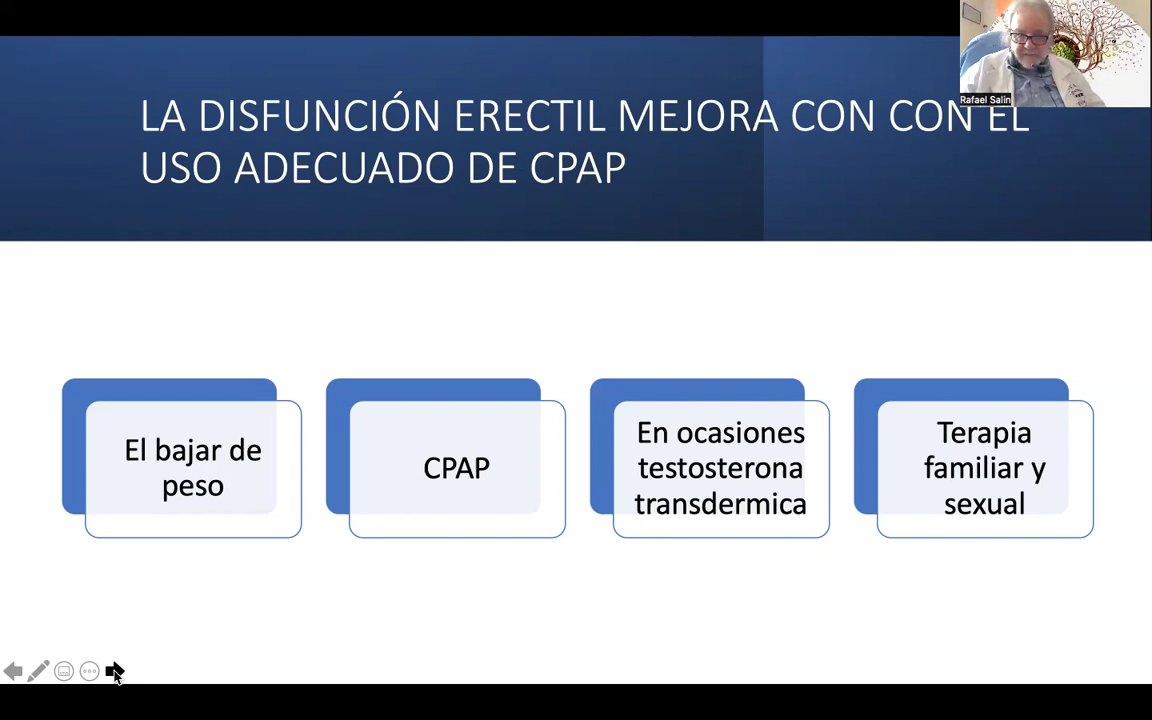 Rafael Salin
LA DISFUNCIÓN ERECTIL MEJORA CON CON EL
USO ADECUADO DE CPAP
El bajar de
peso
CPAP
En ocasiones
testosterona
transdermica
Terapia
familiar y
sexual